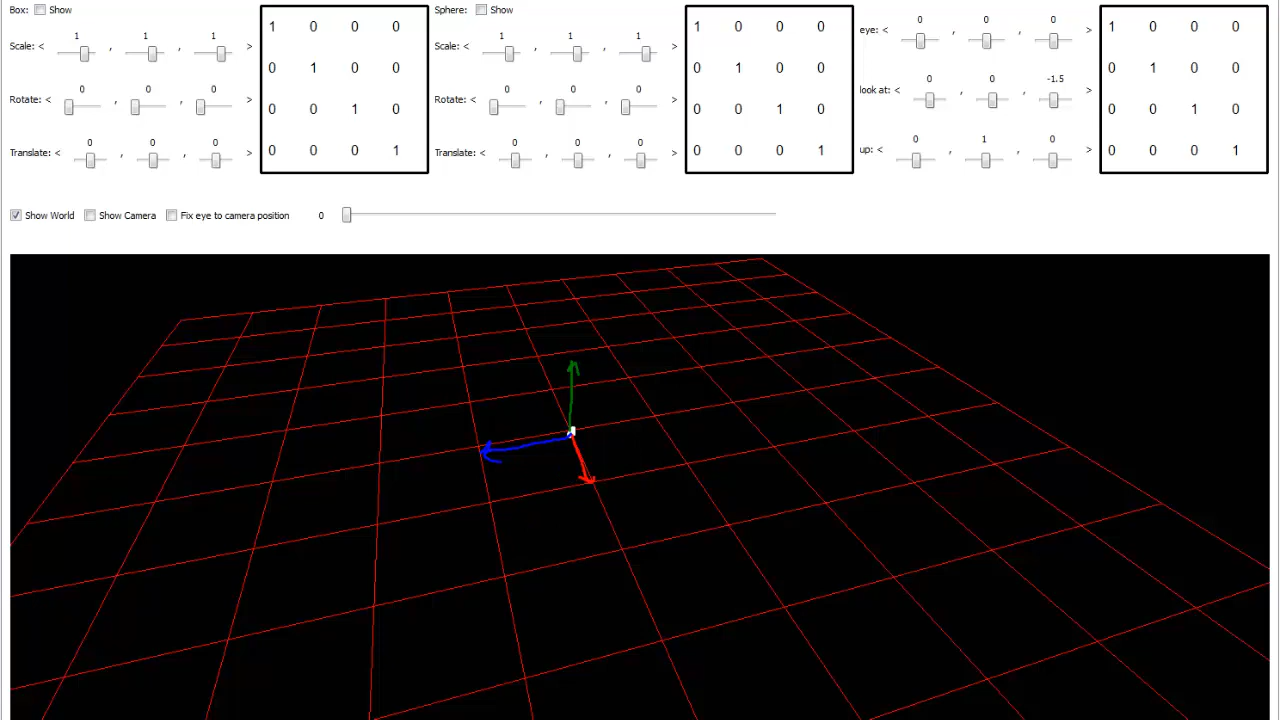 Box: Show
Scale: < 1 , 1 , 1 >
Rotate: < 0 , 0 , 0 >
Translate: < 0 , 0 , 0 >
1 0 0 0
0 1 0 0
0 0 1 0
0 0 0 1
Sphere: Show
Scale: < 1 , 1 , 1 >
Rotate: < 0 , 0 , 0 >
Translate: < 0 , 0 , 0 >
1 0 0 0
0 1 0 0
0 0 1 0
0 0 0 1
eye: < 0 , 0 , 0 >
look at: < 0 , 0 , -1.5 >
up: < 0 , 1 , 0 >
1 0 0 0
0 1 0 0
0 0 1 0
0 0 0 1
Show World Show Camera Fix eye to camera position 0